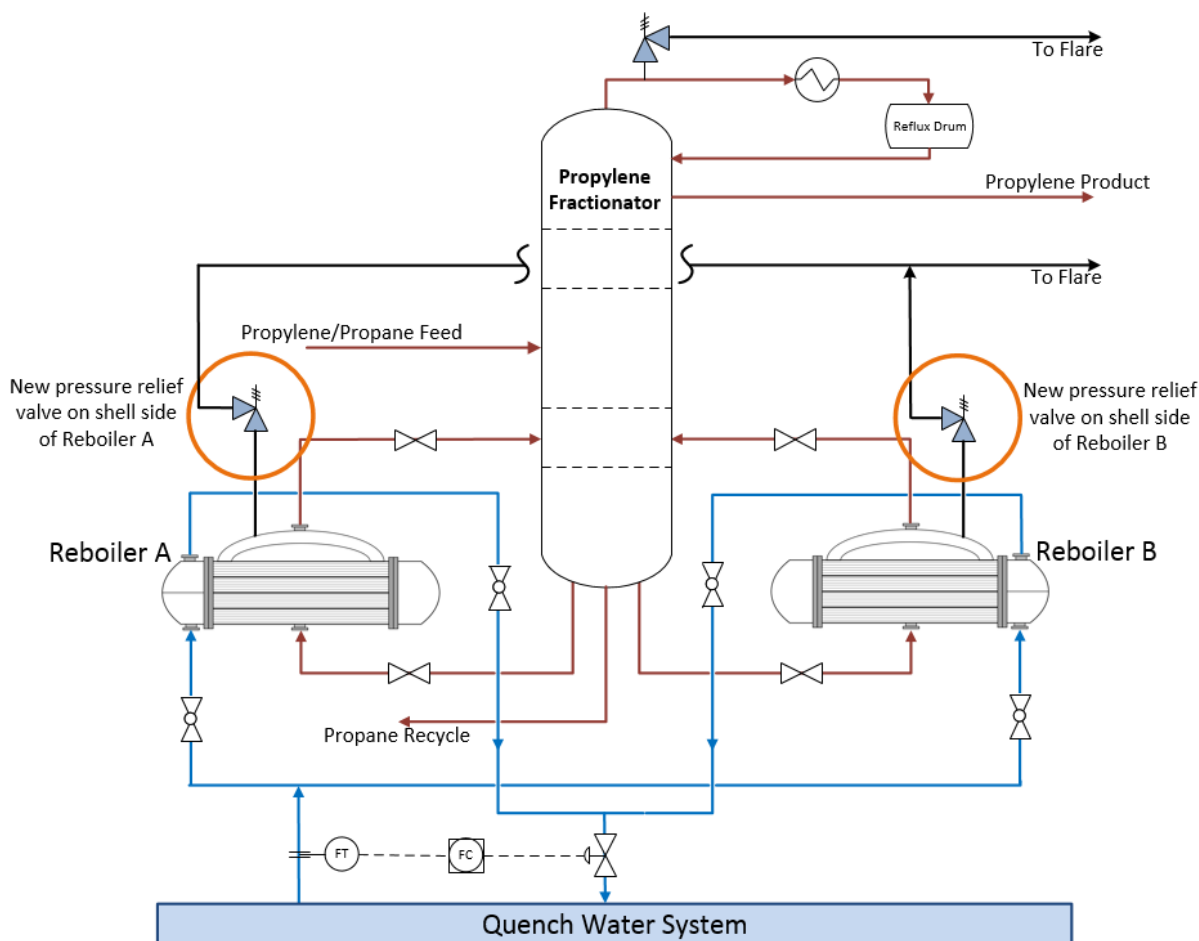 To Flare
Reflux Drum
Propylene
Fractionator
Propylene Product
To Flare
Propylene/Propane Feed
New pressure relief
valve on shell side
of Reboiler A
New pressure relief
valve on shell side
of Reboiler B
Reboiler A
Reboiler B
Propane Recycle
FT
FC
Quench Water System